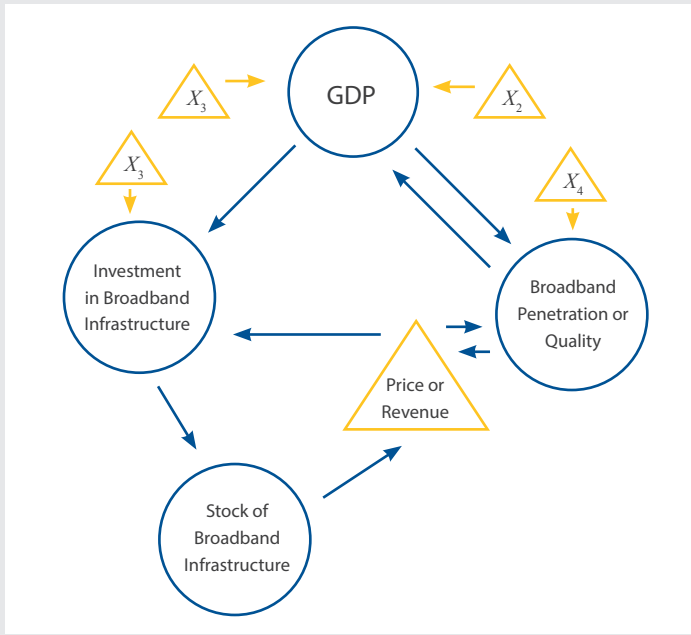 GDP
X3
X2
X3
X4
Investment
in Broadband
Infrastructure
Broadband
Penetration or
Quality
Price or
Revenue
Stock of
Broadband
Infrastructure